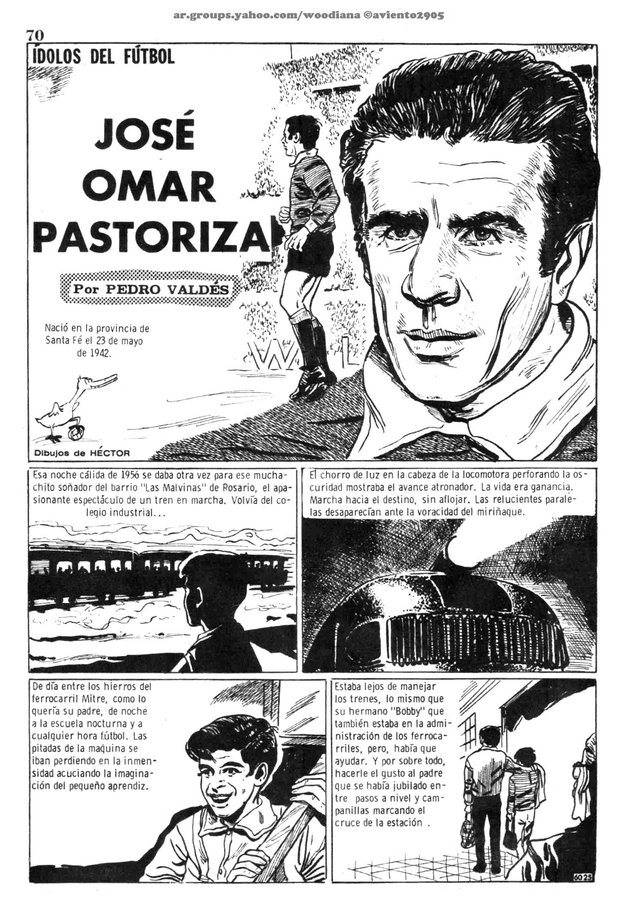 ar.groups.yahoo.com/woodiana ©aviento2905
70
ÍDOLOS DEL FÚTBOL
JOSÉ
OMAR
PASTORIZA
Por PEDRO VALDÉS
Nació en la provincia de
Santa Fé el 23 de mayo
de 1942.
Dibujos de HÉCTOR
Esa noche cálida de 1956 se daba otra vez para ese mucha-
chito soñador del barrio "Las Malvinas" de Rosario, el apa-
sionante espectáculo de un tren en marcha. Volvía del co-
legio industrial...
El chorro de luz en la cabeza de la locomotora perforando la os-
curidad mostraba el avance atronador. La vida era ganancia.
Marcha hacia el destino, sin aflojar. Las relucientes parale-
las desaparecían ante la voracidad del miriñaque.
De día entre los hierros del
ferrocarril Mitre, como lo
quería su padre, de noche
a la escuela nocturna y a
cualquier hora fútbol. Las
pitadas de la maquina se
iban perdiendo en la inmen-
sidad acuciando la imagina-
ción del pequeño aprendiz.
Estaba lejos de manejar
los trenes, lo mismo que
su hermano "Bobby" que
también estaba en la admi-
nistración de los ferroca-
rriles, pero, había que
ayudar. Y por sobre todo,
hacerle el gusto al padre
que se había jubilado en-
tre pasos a nivel y cam-
panillas marcando el
cruce de la estación .
6025